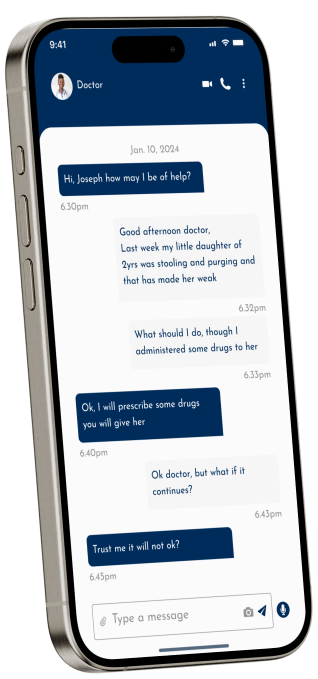 9:41
Doctor
Jan. 10, 2024
Hi, Joseph how may I be of help?
6.30pm
Good afternoon doctor,
Last week my little daughter of
2yrs was stooling and purging and
that has made her weak
6.32pm
What should I do, though I
administered some drugs to her
6.33pm
Ok, I will prescribe some drugs
you will give her
6.40pm
Ok doctor, but what if it
continues?
6.43pm
Trust me it will not ok?
6.45pm
Type a message